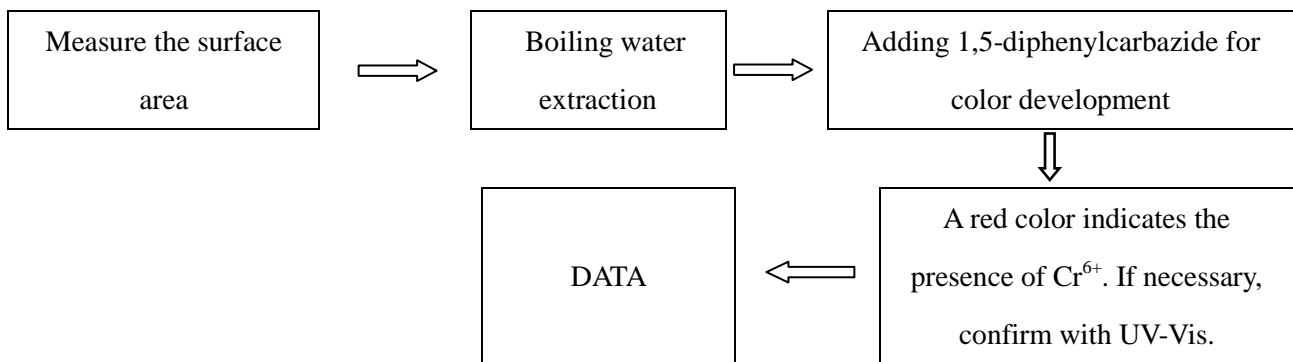 Measure the surface
area
Boiling water
extraction
Adding 1,5-diphenylcarbazide for
color development
A red color indicates the
presence of Cr⁶⁺. If necessary,
confirm with UV-Vis.
DATA